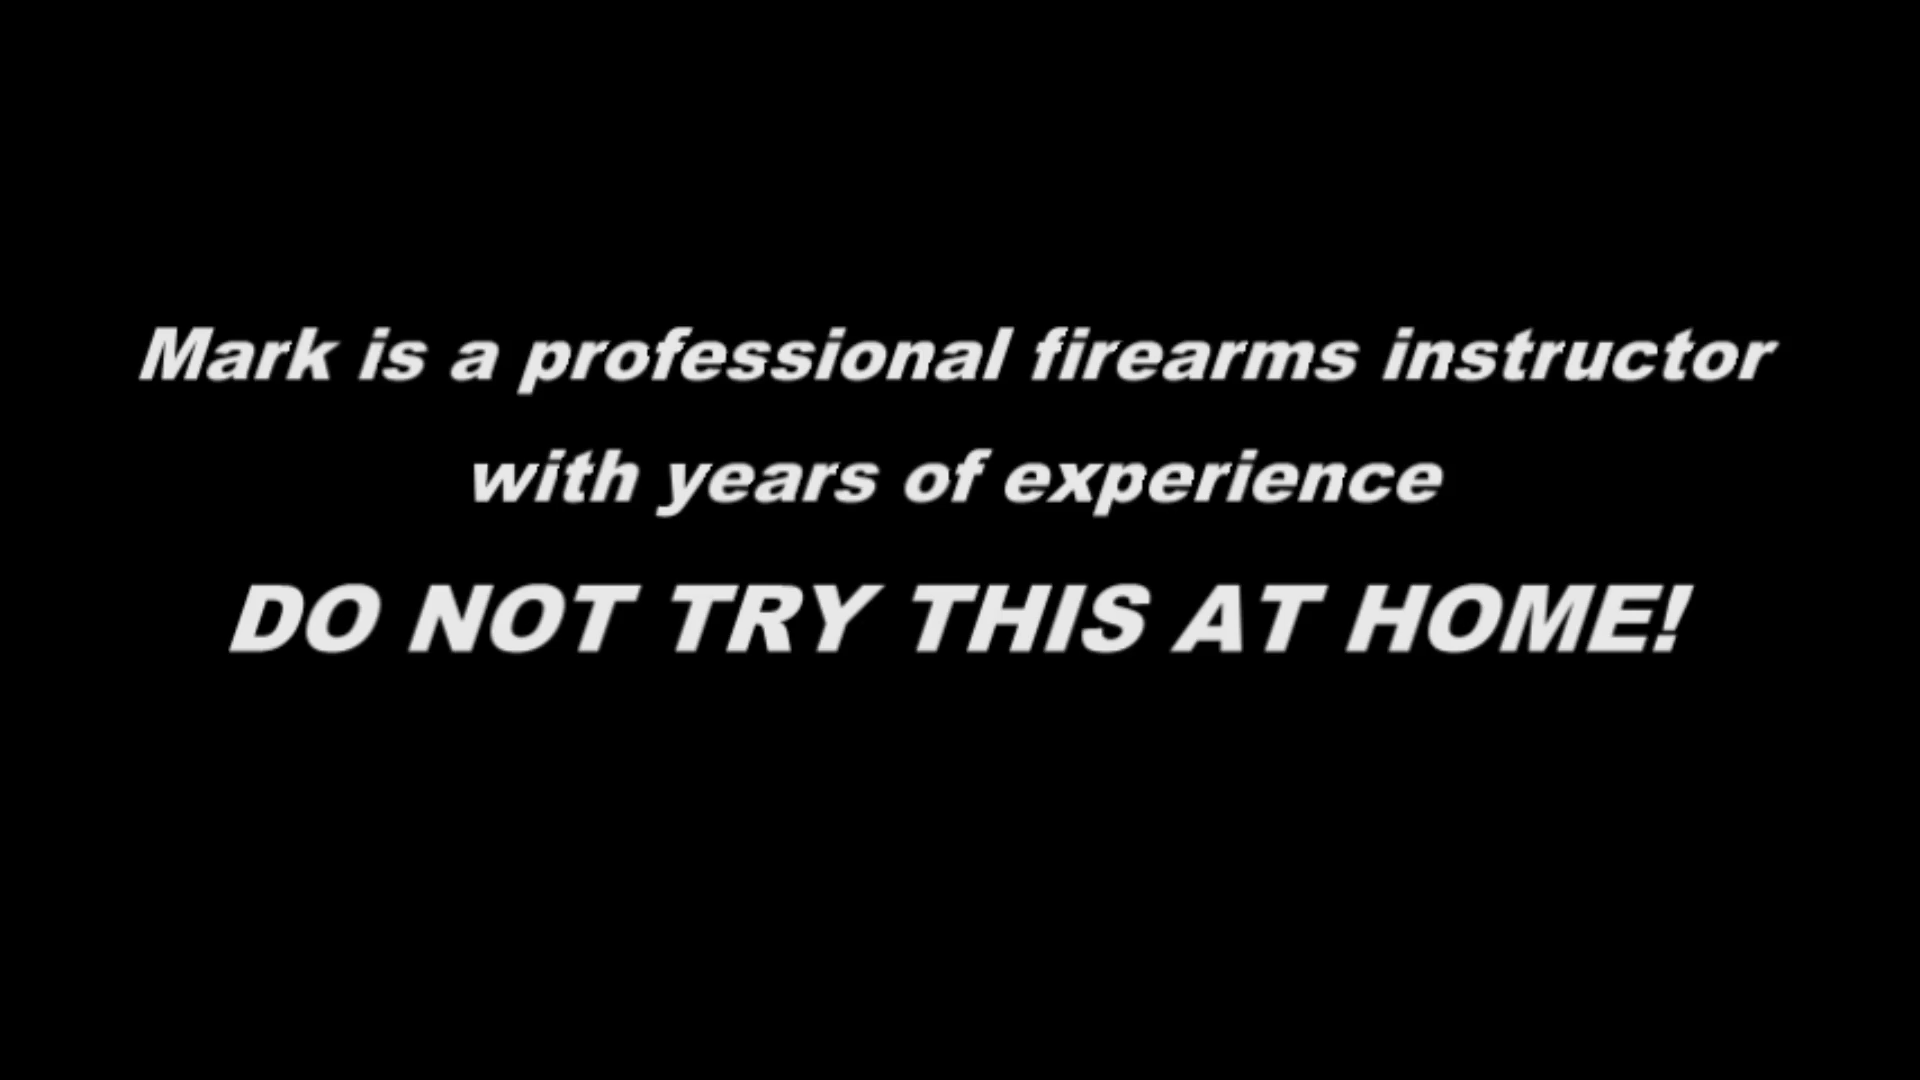 Mark is a professional firearms instructor
with years of experience
DO NOT TRY THIS AT HOME!